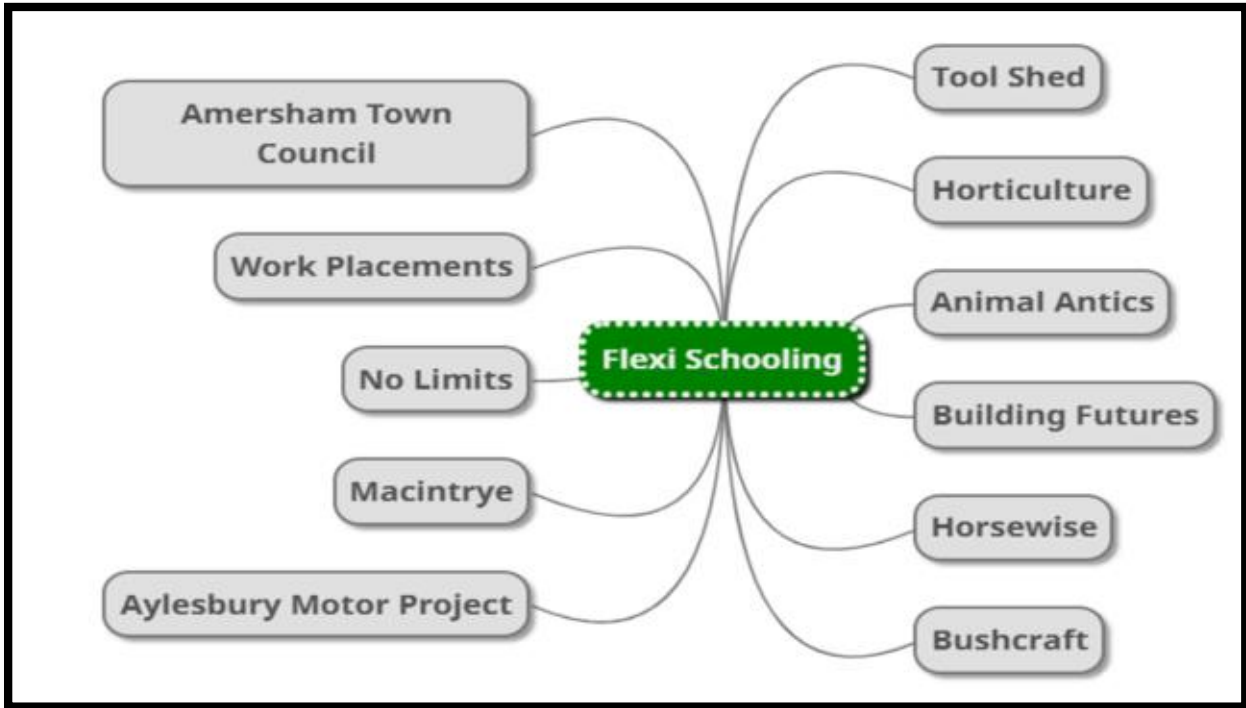 Amersham Town
Council
Work Placements
No Limits
Macintrye
Aylesbury Motor Project
Flexi Schooling
Tool Shed
Horticulture
Animal Antics
Building Futures
Horsewise
Bushcraft